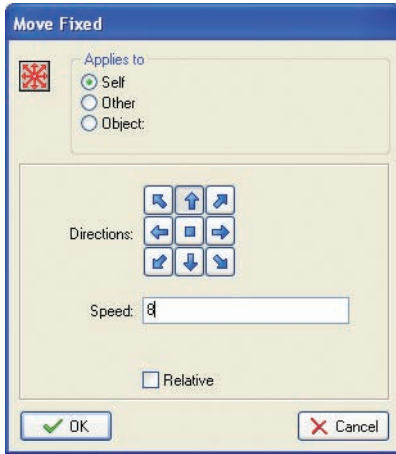 Move Fixed
Applies to
Self
Other
Object:
Directions:
Speed: 8
Relative
OK Cancel